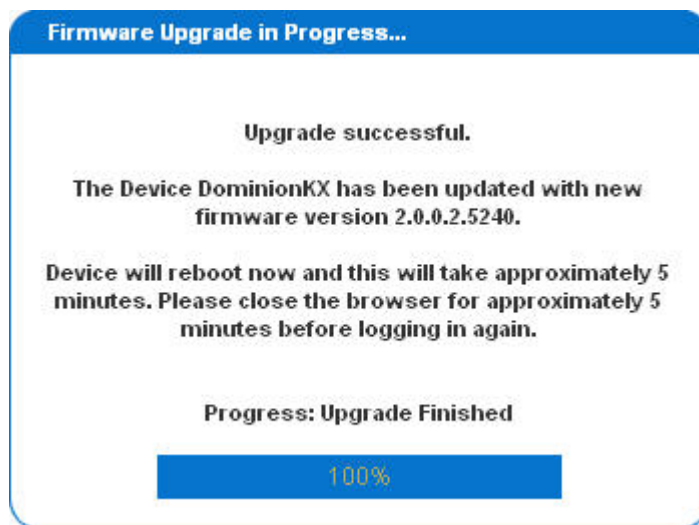 Firmware Upgrade in Progress...
Upgrade successful.
The Device DominionKX has been updated with new
firmware version 2.0.0.2.5240.
Device will reboot now and this will take approximately 5
minutes. Please close the browser for approximately 5
minutes before logging in again.
Progress: Upgrade Finished
100%